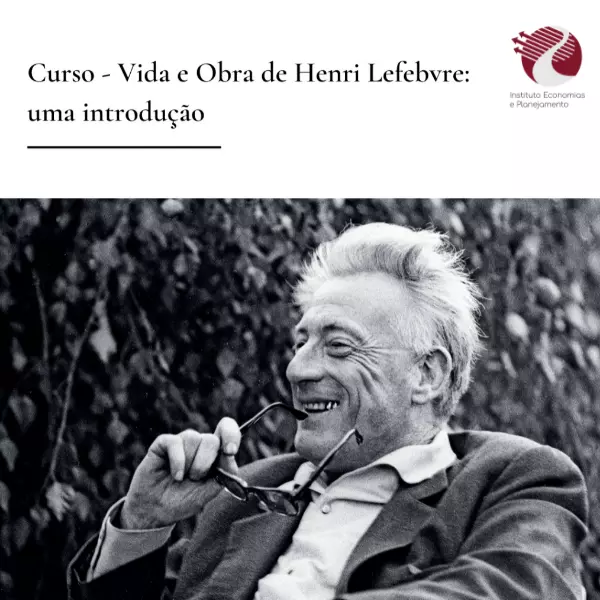 Curso - Vida e Obra de Henri Lefebvre:
uma introdução
Instituto Economias
e Planejamento